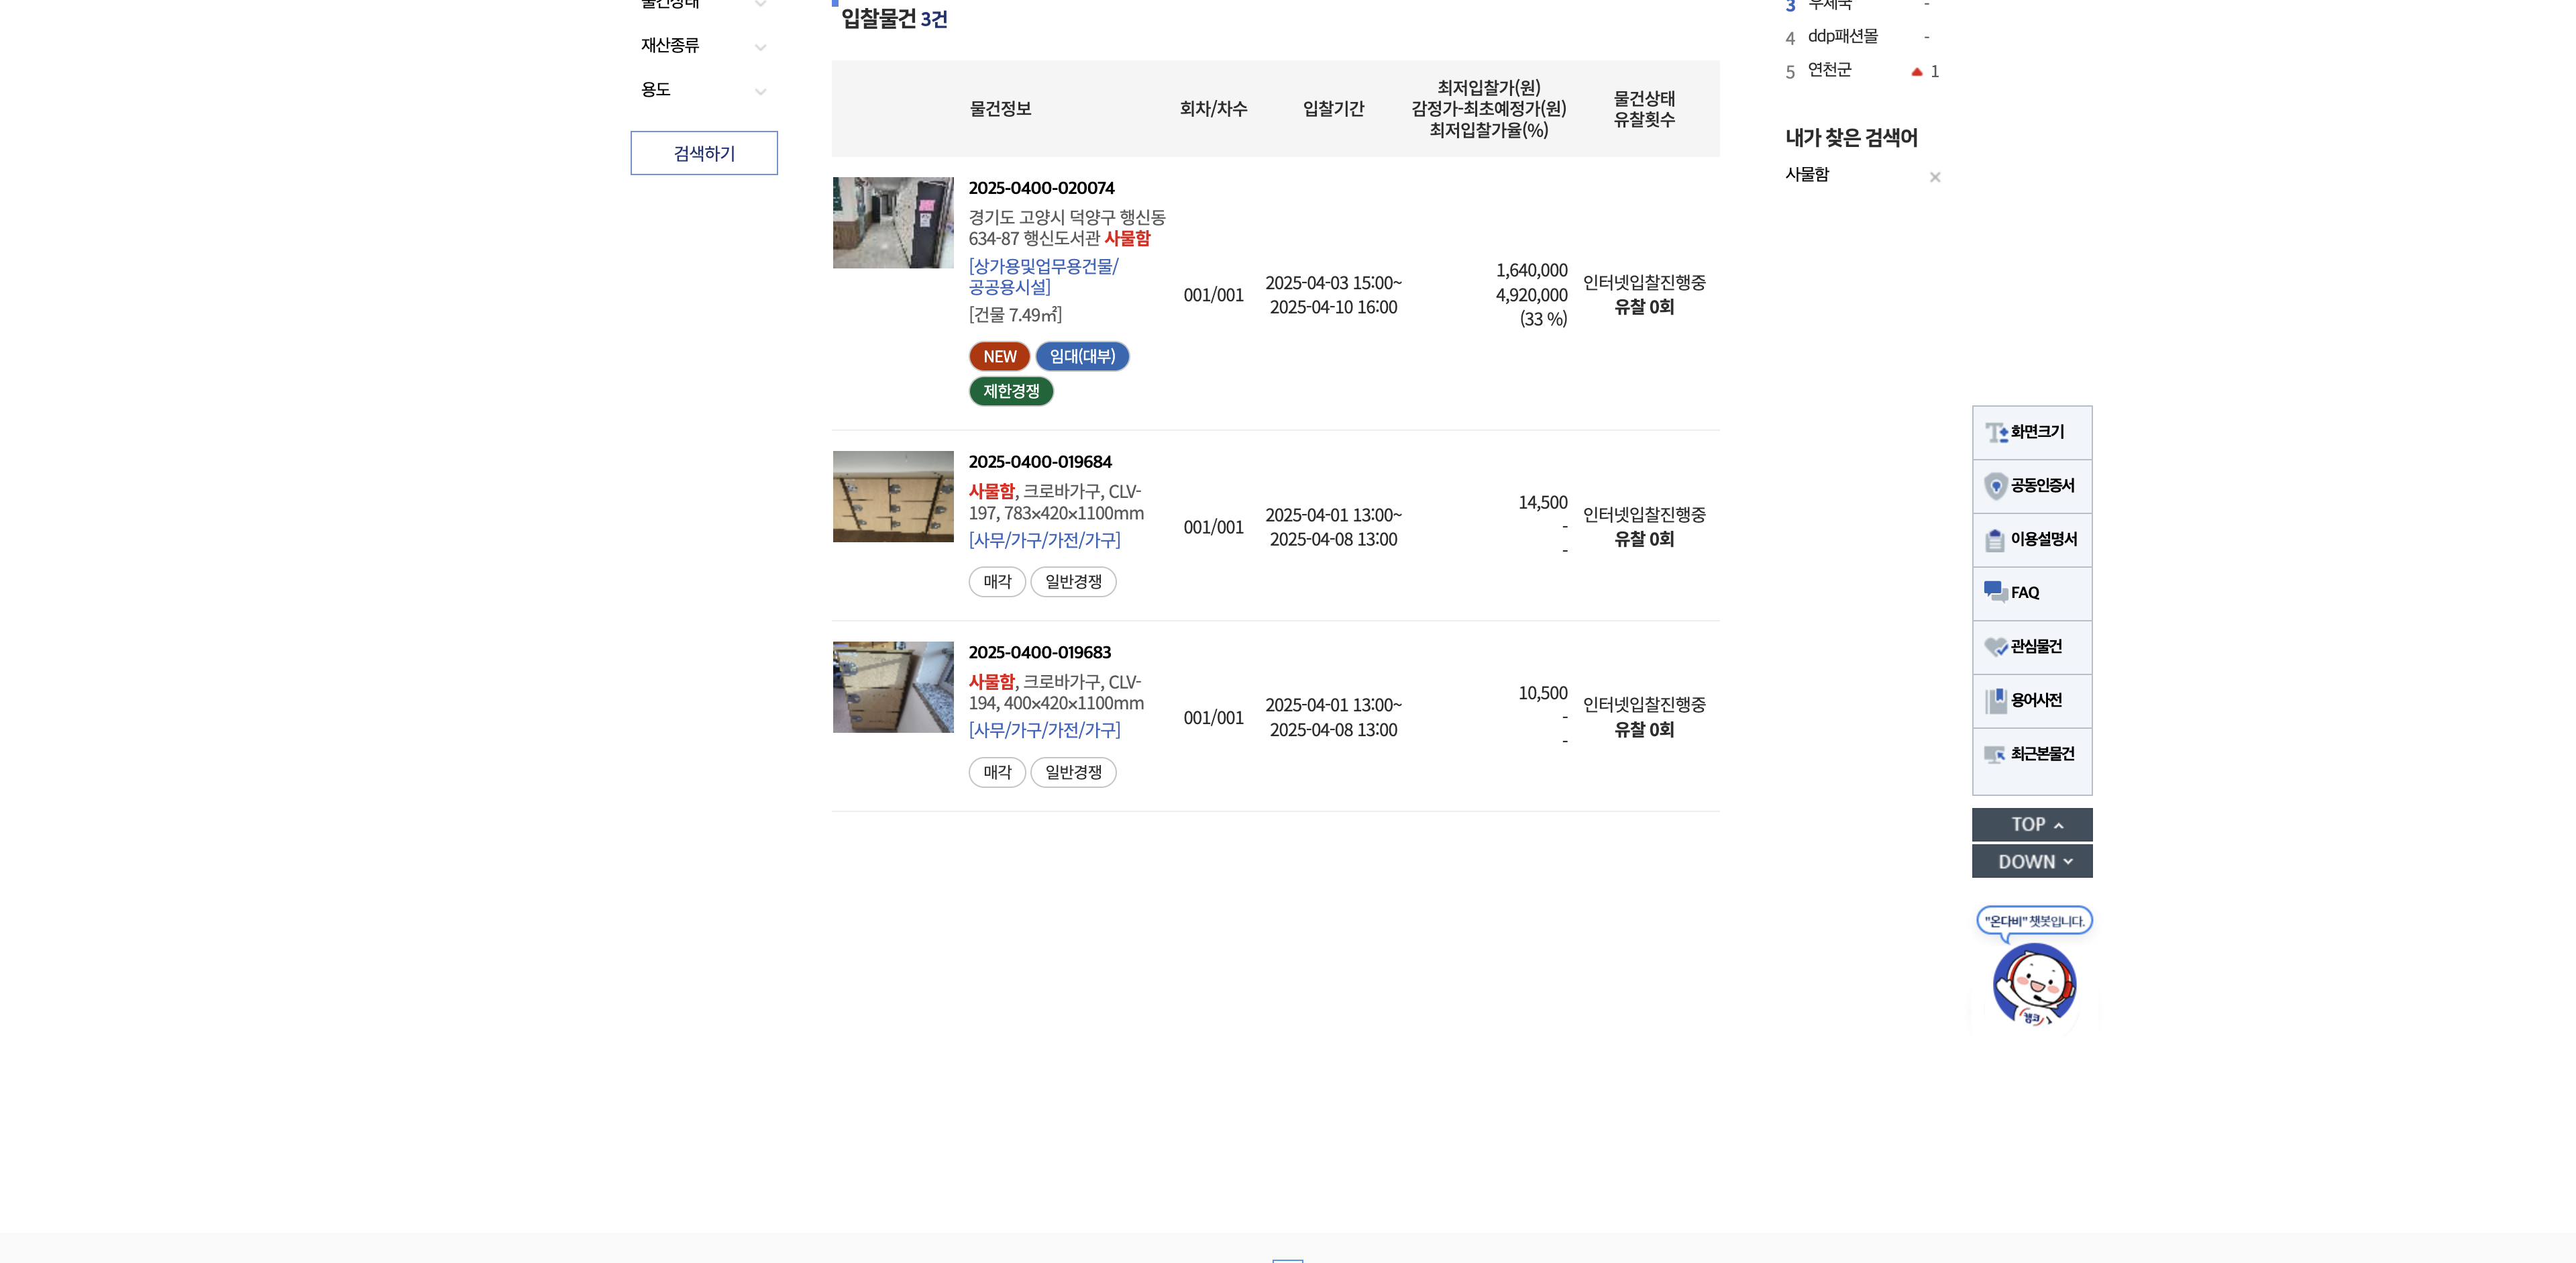 물건상태
재산종류
용도
검색하기
입찰물건 3건
물건정보
회차/차수
입찰기간
최저입찰가(원)
감정가-최초예정가(원)
최저입찰가율(%)
물건상태
유찰횟수
2025-0400-020074
경기도 고양시 덕양구 행신동
634-87 행신도서관 사물함
[상가용및업무용건물/
공공용시설]
[건물 7.49㎡]
NEW 임대(대부)
제한경쟁
001/001
2025-04-03 15:00~
2025-04-10 16:00
1,640,000
4,920,000
(33 %)
인터넷입찰진행중
유찰 0회
2025-0400-019684
사물함, 크로바가구, CLV-
197, 783×420×1100mm
[사무/가구/가전/가구]
매각 일반경쟁
001/001
2025-04-01 13:00~
2025-04-08 13:00
14,500
-
-
인터넷입찰진행중
유찰 0회
2025-0400-019683
사물함, 크로바가구, CLV-
194, 400×420×1100mm
[사무/가구/가전/가구]
매각 일반경쟁
001/001
2025-04-01 13:00~
2025-04-08 13:00
10,500
-
-
인터넷입찰진행중
유찰 0회
3 우체국 -
4 ddp패션몰 -
5 연천군 ▲ 1
내가 찾은 검색어
사물함 ×
화면크기
공동인증서
이용설명서
FAQ
관심물건
용어사전
최근본물건
TOP
DOWN
"온다비" 챗봇입니다.
캠코